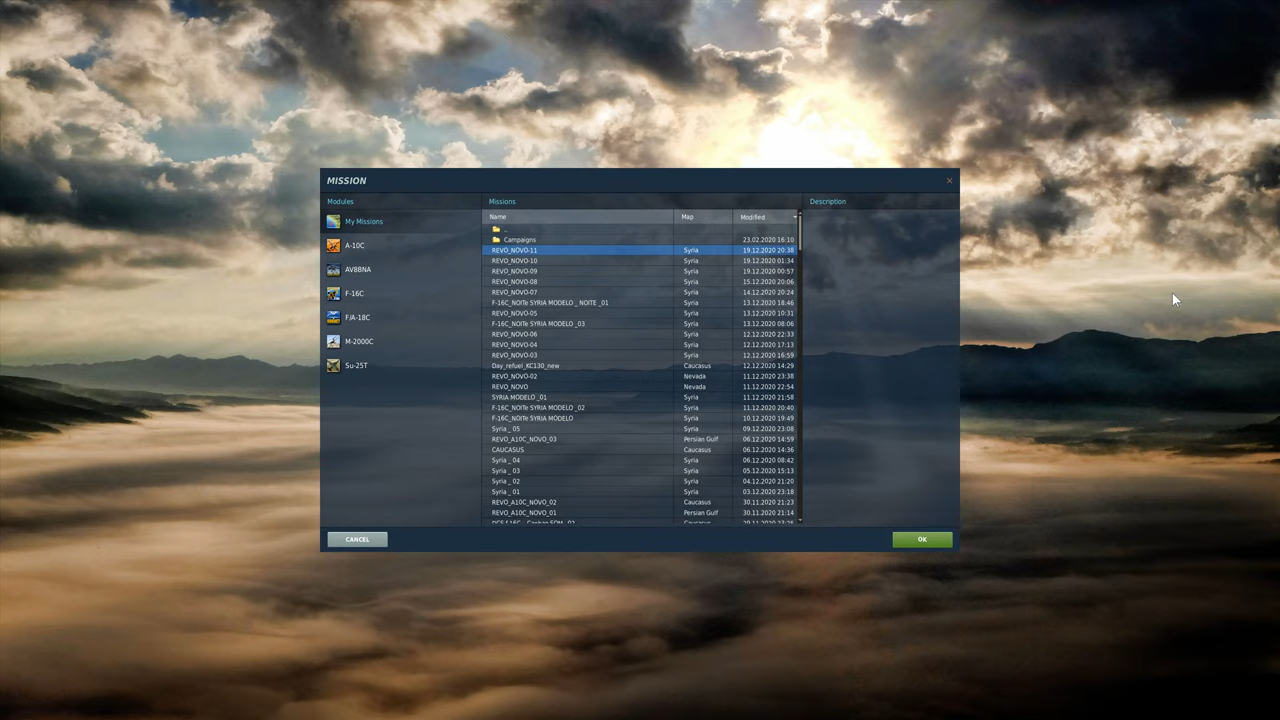 MISSION
Modules
Missions
Description
My Missions
A-10C
AV8BNA
F-16C
F/A-18C
M-2000C
Su-25T
Name Map Modified
..
Campaigns 23.02.2020 16:10
REVO_NOVO-11 Syria 19.12.2020 20:38
REVO_NOVO-10 Syria 19.12.2020 01:34
REVO_NOVO-09 Syria 19.12.2020 00:57
REVO_NOVO-08 Syria 15.12.2020 20:06
REVO_NOVO-07 Syria 14.12.2020 20:24
F-16C_NOITe SYRIA MODELO _ NOITE _01 Syria 13.12.2020 18:46
REVO_NOVO-05 Syria 13.12.2020 10:31
F-16C_NOITe SYRIA MODELO _03 Syria 13.12.2020 08:06
REVO_NOVO-06 Syria 12.12.2020 22:33
REVO_NOVO-04 Syria 12.12.2020 17:13
REVO_NOVO-03 Syria 12.12.2020 16:59
Day_refuel_KC130_new Caucasus 12.12.2020 14:29
REVO_NOVO-02 Nevada 11.12.2020 23:38
REVO_NOVO Nevada 11.12.2020 22:54
SYRIA MODELO _01 Syria 11.12.2020 21:58
F-16C_NOITe SYRIA MODELO _02 Syria 11.12.2020 20:40
F-16C_NOITe SYRIA MODELO Syria 10.12.2020 19:49
Syria _ 05 Syria 09.12.2020 23:08
REVO_A10C_NOVO_03 Persian Gulf 06.12.2020 14:59
CAUCASUS Caucasus 06.12.2020 14:36
Syria _ 04 Syria 06.12.2020 08:42
Syria _ 03 Syria 05.12.2020 15:13
Syria _ 02 Syria 04.12.2020 21:20
Syria _ 01 Syria 03.12.2020 23:18
REVO_A10C_NOVO_02 Caucasus 30.11.2020 21:23
REVO_A10C_NOVO_01 Persian Gulf 30.11.2020 21:14
CANCEL
OK